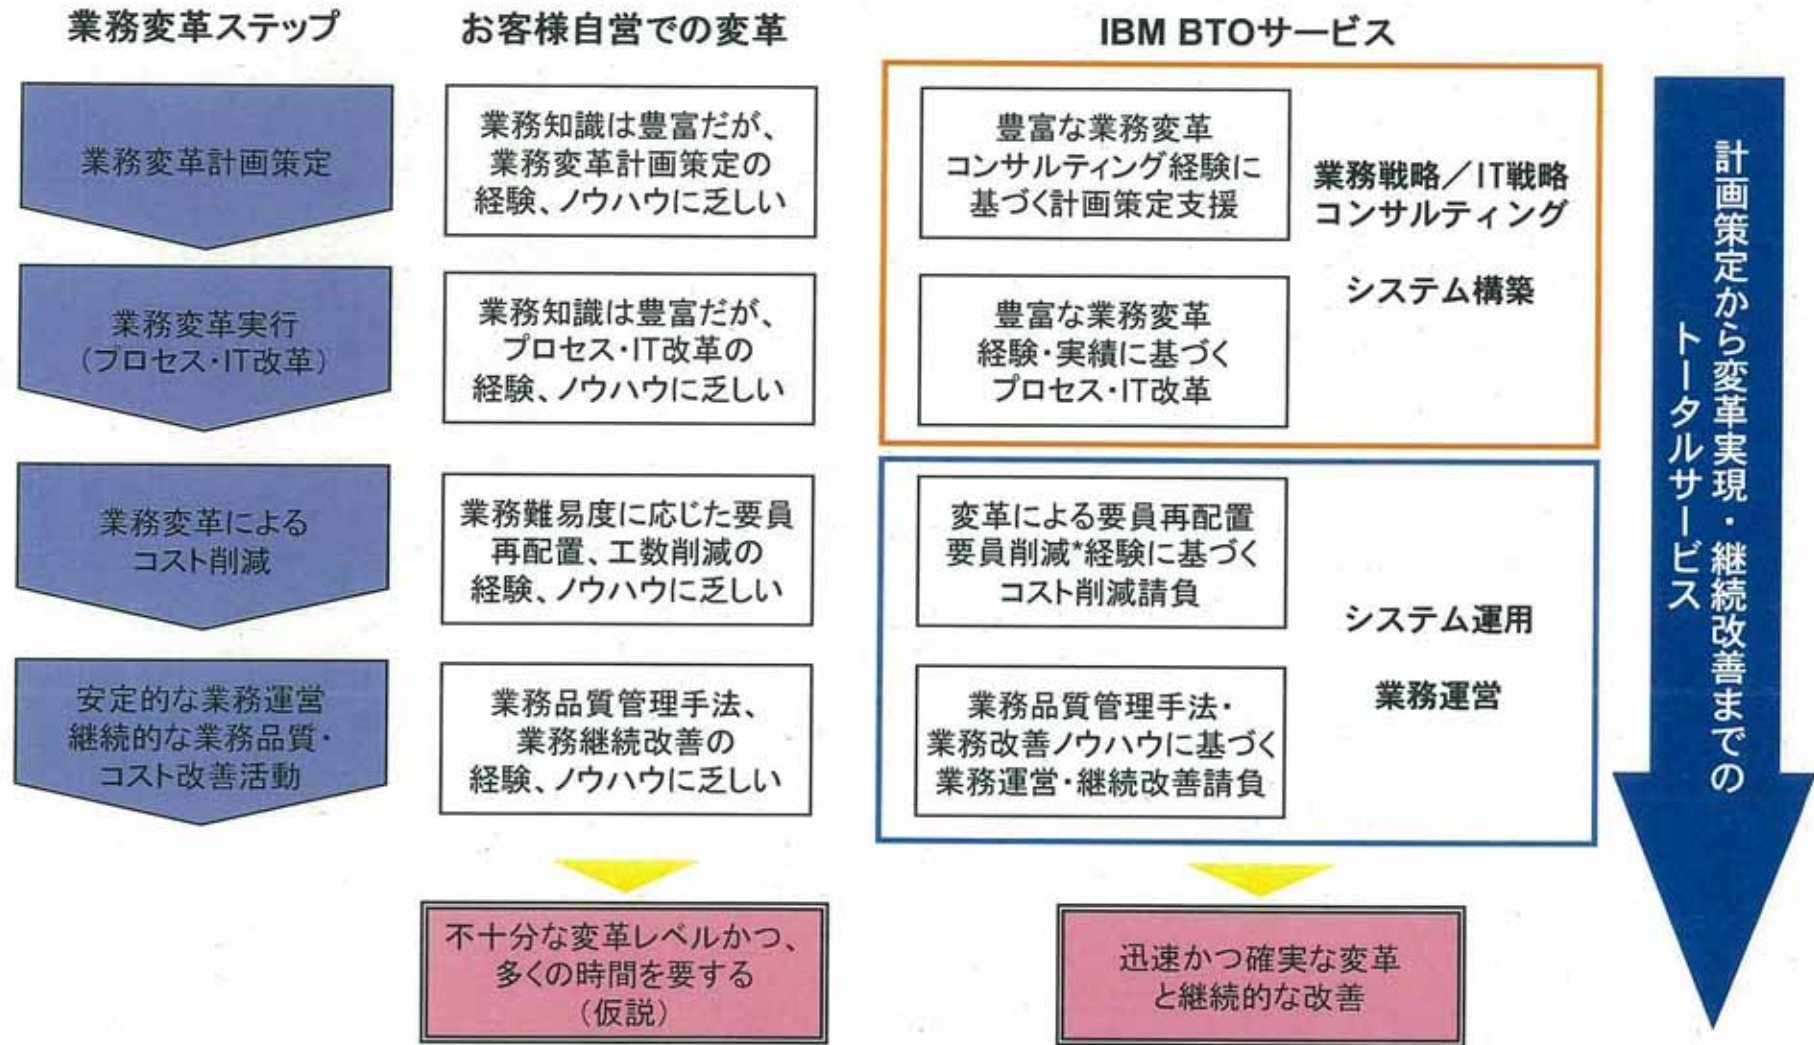 業務変革ステップ
お客様自営での変革
IBM BTOサービス
業務変革計画策定
業務知識は豊富だが、
業務変革計画策定の
経験、ノウハウに乏しい
豊富な業務変革
コンサルティング経験に
基づく計画策定支援
業務戦略／IT戦略
コンサルティング
システム構築
業務変革実行
（プロセス・IT改革）
業務知識は豊富だが、
プロセス・IT改革の
経験、ノウハウに乏しい
豊富な業務変革
経験・実績に基づく
プロセス・IT改革
業務変革による
コスト削減
業務難易度に応じた要員
再配置、工数削減の
経験、ノウハウに乏しい
変革による要員再配置
要員削減*経験に基づく
コスト削減請負
システム運用
業務運営
安定的な業務運営
継続的な業務品質・
コスト改善活動
業務品質管理手法、
業務継続改善の
経験、ノウハウに乏しい
業務品質管理手法・
業務改善ノウハウに基づく
業務運営・継続改善請負
計画策定から変革実現・継続改善までの
トータルサービス
不十分な変革レベルかつ、
多くの時間を要する
（仮説）
迅速かつ確実な変革
と継続的な改善